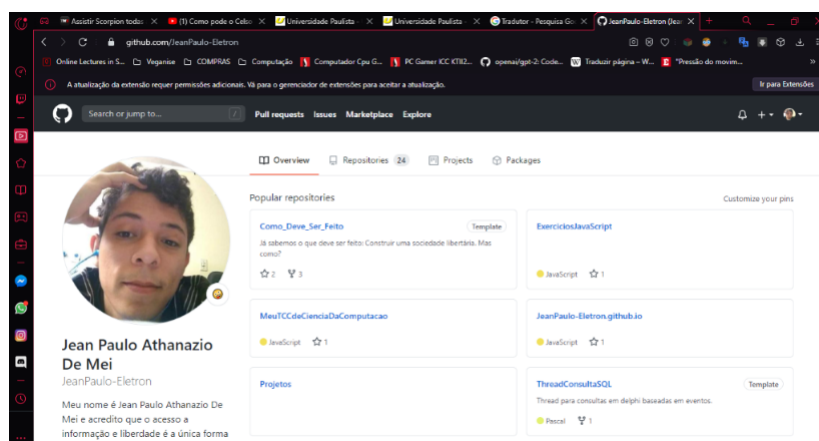 Assistir Scorpion todas
(1) Como pode o Celso
Universidade Paulista -
Universidade Paulista -
Tradutor - Pesquisa Go
JeanPaulo-Eletron (Jear
github.com/JeanPaulo-Eletron
Online Lectures in S...
Veganise
COMPRAS
Computação
Computador Cpu G...
PC Gamer ICC KTI82...
openai/gpt-2: Code...
Traduzir página – W...
"Pressão do movim...
A atualização da extensão requer permissões adicionais. Vá para o gerenciador de extensões para aceitar a atualização.
Ir para Extensões
Search or jump to...
/
Pull requests Issues Marketplace Explore
Overview
Repositories 24
Projects
Packages
Popular repositories
Customize your pins
Como_Deve_Ser_Feito
Template
Já sabemos o que deve ser feito: Construir uma sociedade libertária. Mas
como?
2 3
ExerciciosJavaScript
JavaScript 1
MeuTCCdeCienciaDaComputacao
JavaScript 1
JeanPaulo-Eletron.github.io
JavaScript 1
Projetos
ThreadConsultaSQL
Template
Thread para consultas em delphi baseadas em eventos.
Pascal 1
Jean Paulo Athanazio
De Mei
JeanPaulo-Eletron
Meu nome é Jean Paulo Athanazio De
Mei e acredito que o acesso a
informação e liberdade é a única forma